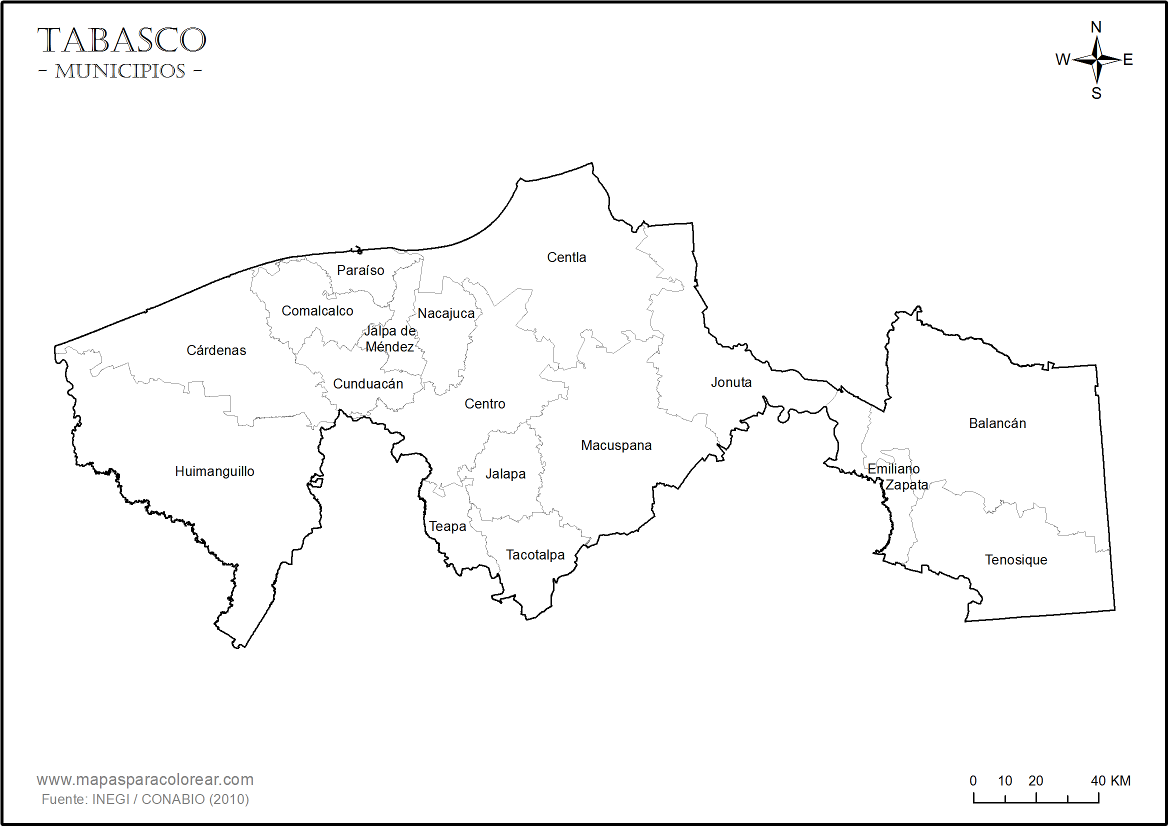 TABASCO
- MUNICIPIOS -
N
W E
S
Centla
Paraíso
Comalcalco
Nacajuca
Jalpa de
Méndez
Cárdenas
Cunduacán
Jonuta
Centro
Balancán
Macuspana
Huimanguillo
Jalapa
Emiliano
Zapata
Teapa
Tacotalpa
Tenosique
www.mapasparacolorear.com
Fuente: INEGI / CONABIO (2010)
0 10 20 40 KM